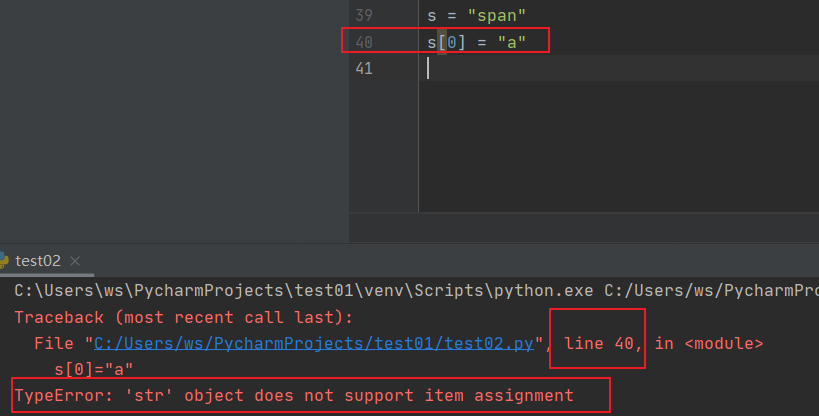 39 s = "span"
40 s[0] = "a"
41
test02
C:\Users\ws\PycharmProjects\test01\venv\Scripts\python.exe C:/Users/ws/PycharmPro
Traceback (most recent call last):
File "C:/Users/ws/PycharmProjects/test01/test02.py", line 40, in <module>
s[0]="a"
TypeError: 'str' object does not support item assignment